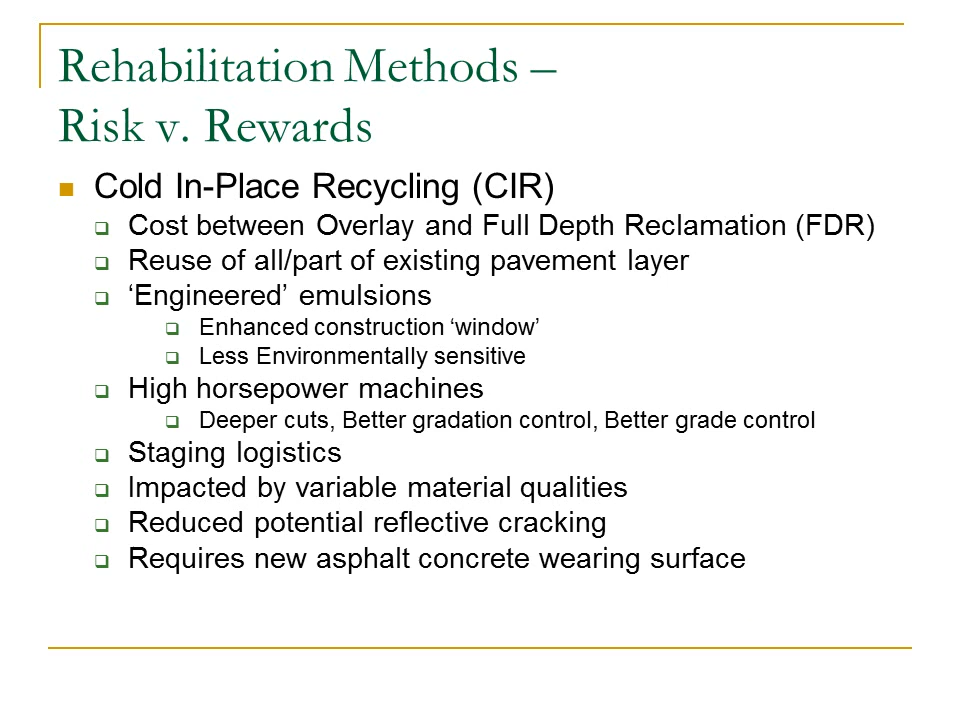 Rehabilitation Methods –
Risk v. Rewards
Cold In-Place Recycling (CIR)
Cost between Overlay and Full Depth Reclamation (FDR)
Reuse of all/part of existing pavement layer
‘Engineered’ emulsions
Enhanced construction ‘window’
Less Environmentally sensitive
High horsepower machines
Deeper cuts, Better gradation control, Better grade control
Staging logistics
Impacted by variable material qualities
Reduced potential reflective cracking
Requires new asphalt concrete wearing surface